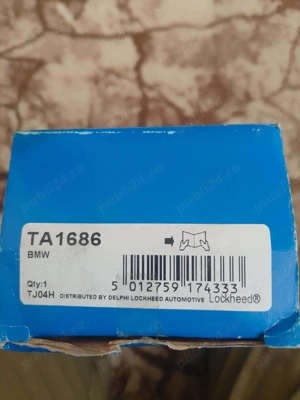 TA1686
BMW
Qty:1
5 012759 174333
TJ04H DISTRIBUTED BY DELPHI LOCKHEED AUTOMOTIVE Lockheed®